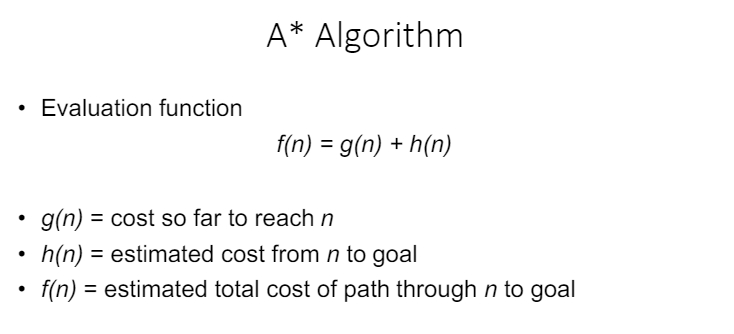 A* Algorithm
• Evaluation function
f(n) = g(n) + h(n)
• g(n) = cost so far to reach n
• h(n) = estimated cost from n to goal
• f(n) = estimated total cost of path through n to goal